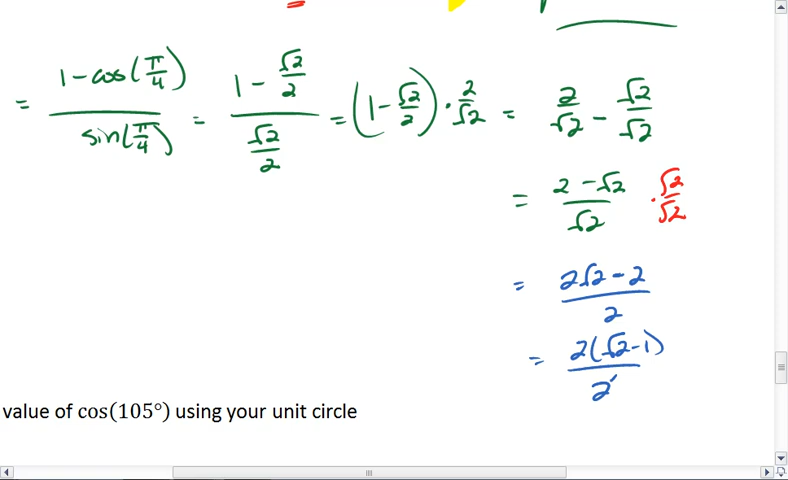 = (1-cos(π/4))/(sin(π/4)) = (1 - √2/2)/(√2/2) = (1 - √2/2) · 2/√2 = 2/√2 - √2/√2
= (2 - √2)/√2 · √2/√2
= (2√2 - 2)/2
= 2(√2-1)/2
value of cos(105°) using your unit circle